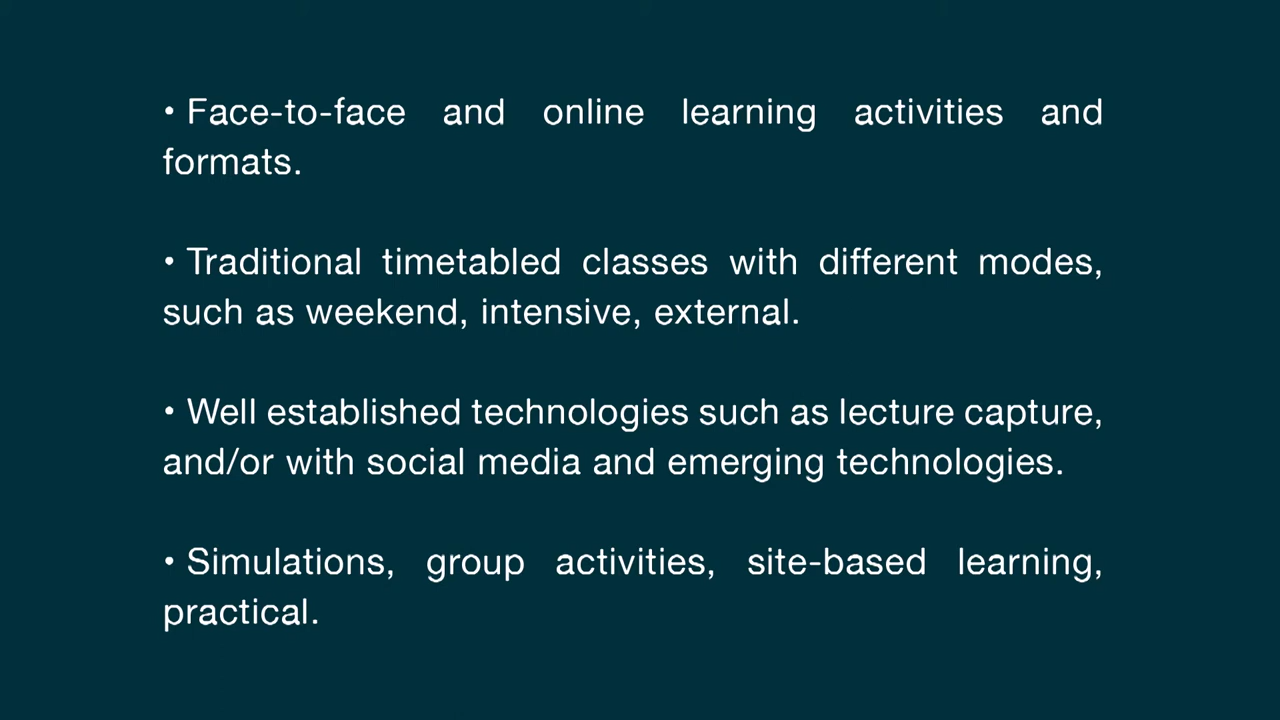 • Face-to-face and online learning activities and
formats.
• Traditional timetabled classes with different modes,
such as weekend, intensive, external.
• Well established technologies such as lecture capture,
and/or with social media and emerging technologies.
• Simulations, group activities, site-based learning,
practical.